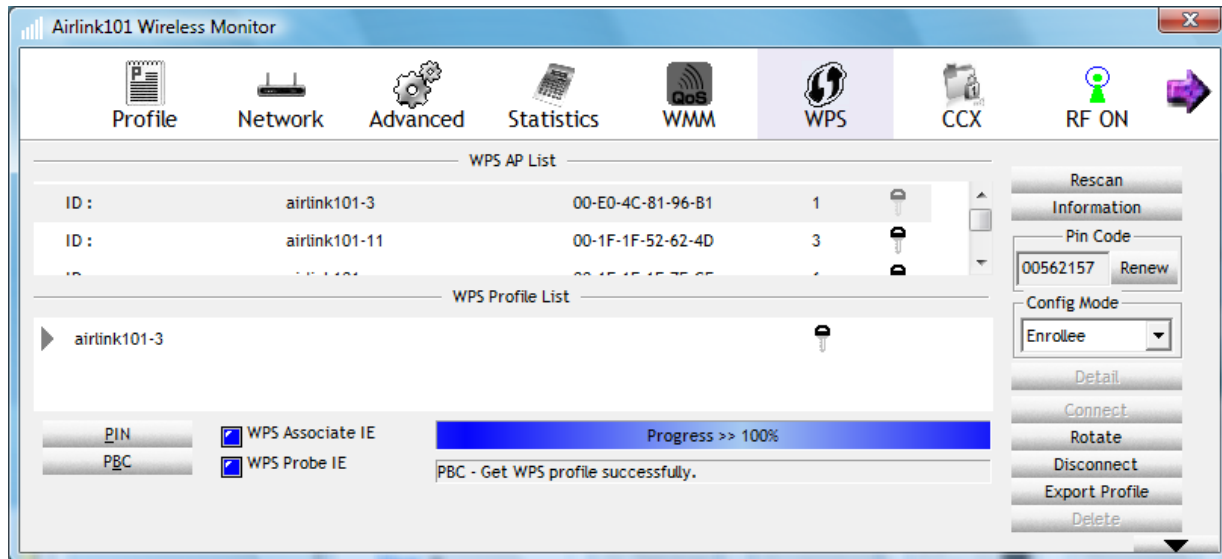 Airlink101 Wireless Monitor
Profile Network Advanced Statistics QoS WMM WPS CCX RF ON
WPS AP List
ID : airlink101-3 00-E0-4C-81-96-B1 1
ID : airlink101-11 00-1F-1F-52-62-4D 3
WPS Profile List
airlink101-3
PIN
PBC
WPS Associate IE
WPS Probe IE
Progress >> 100%
PBC - Get WPS profile successfully.
Rescan
Information
Pin Code
00562157 Renew
Config Mode
Enrollee
Detail
Connect
Rotate
Disconnect
Export Profile
Delete